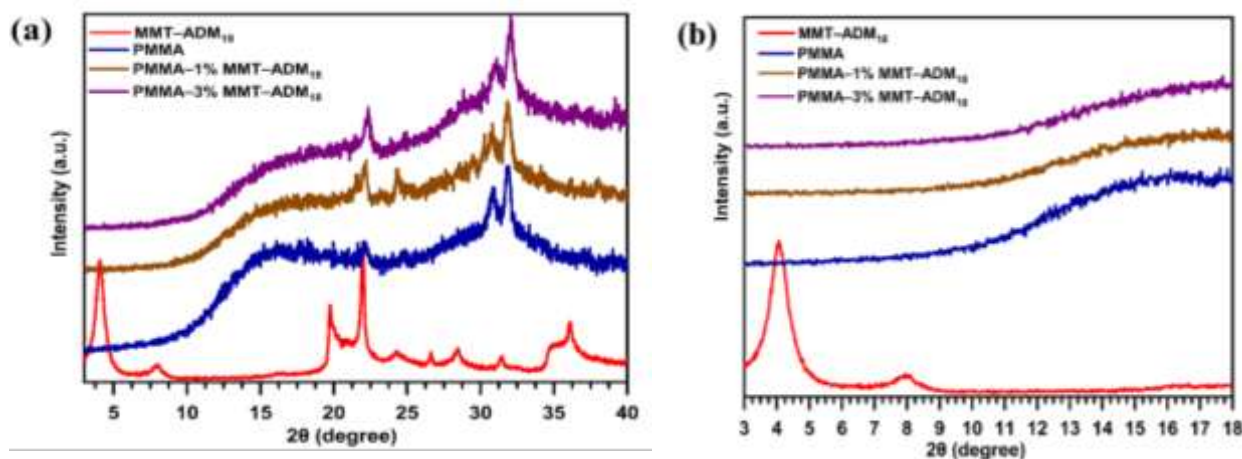 (a)
MMT–ADM18
PMMA
PMMA–1% MMT–ADM18
PMMA–3% MMT–ADM18
Intensity (a.u.)
5 10 15 20 25 30 35 40
2θ (degree)
(b)
MMT–ADM18
PMMA
PMMA–1% MMT–ADM18
PMMA–3% MMT–ADM18
Intensity (a.u.)
3 4 5 6 7 8 9 10 11 12 13 14 15 16 17 18
2θ (degree)